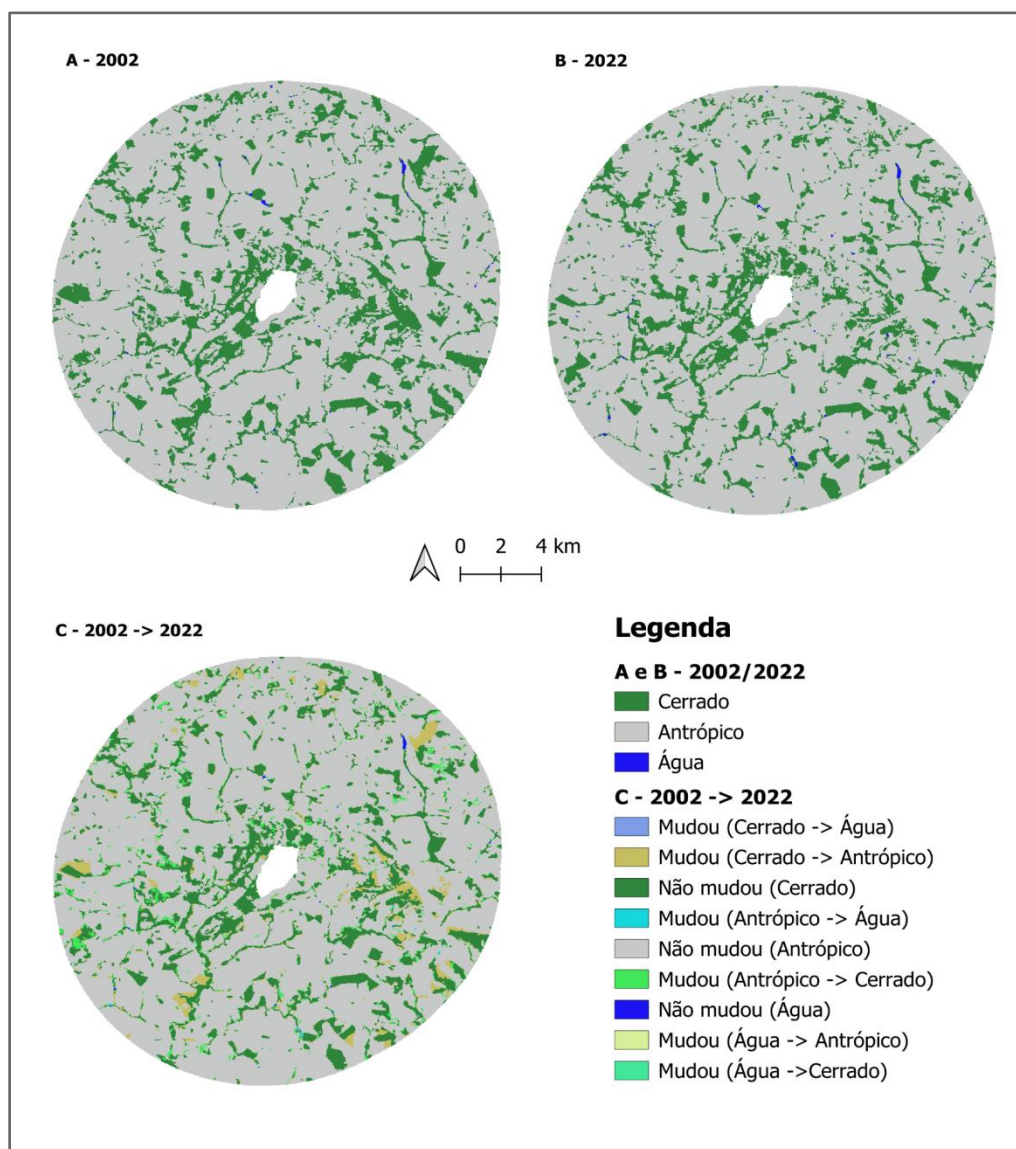 A - 2002
B - 2022
0 2 4 km
C - 2002 -> 2022
Legenda
A e B - 2002/2022
Cerrado
Antrópico
Água
C - 2002 -> 2022
Mudou (Cerrado -> Água)
Mudou (Cerrado -> Antrópico)
Não mudou (Cerrado)
Mudou (Antrópico -> Água)
Não mudou (Antrópico)
Mudou (Antrópico -> Cerrado)
Não mudou (Água)
Mudou (Água -> Antrópico)
Mudou (Água ->Cerrado)